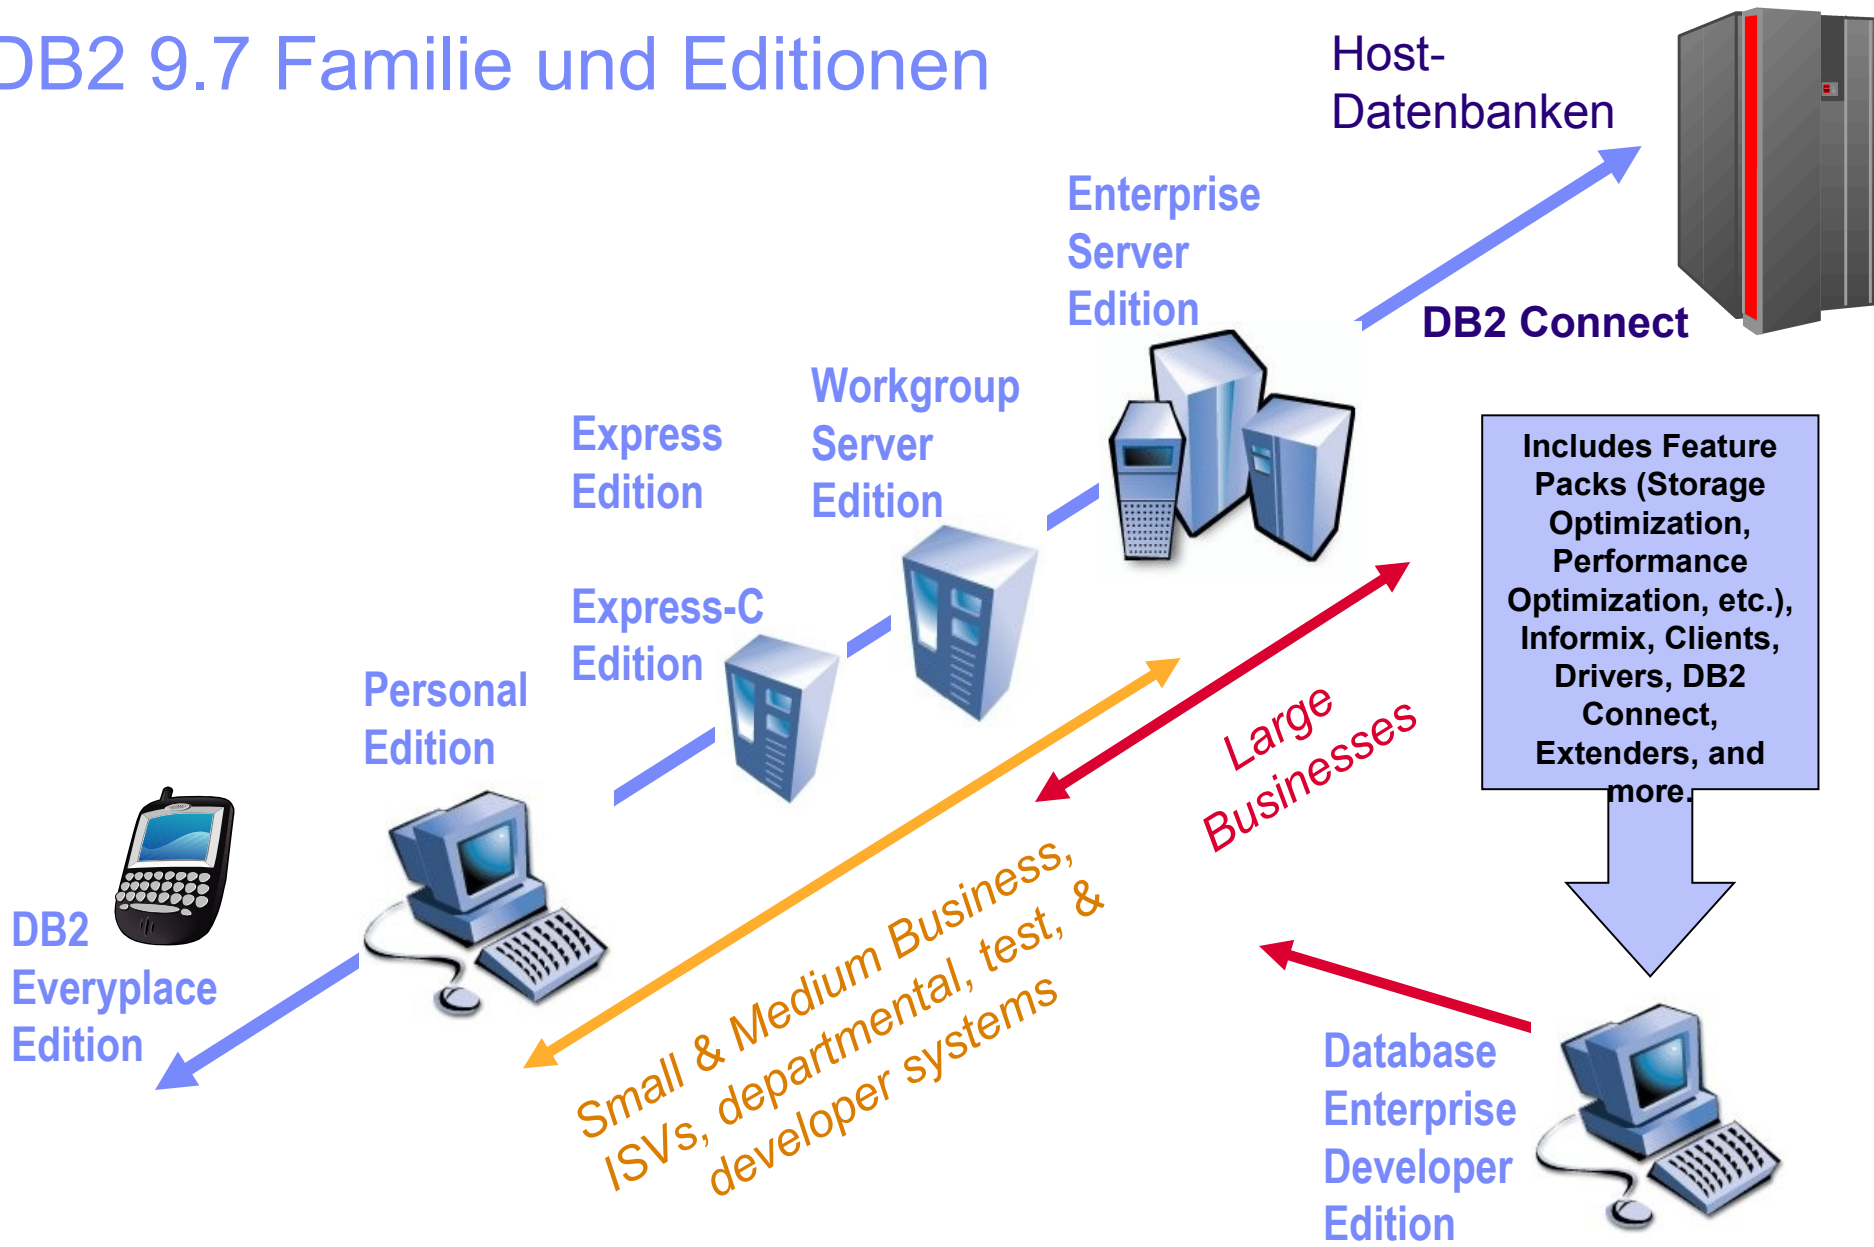 DB2 9.7 Familie und Editionen
Host-
Datenbanken
Enterprise
Server
Edition
DB2 Connect
Workgroup
Server
Edition
Express
Edition
Express-C
Edition
Personal
Edition
DB2
Everyplace
Edition
Large
Businesses
Small & Medium Business,
ISVs, departmental, test, &
developer systems
Includes Feature
Packs (Storage
Optimization,
Performance
Optimization, etc.),
Informix, Clients,
Drivers, DB2
Connect,
Extenders, and
more.
Database
Enterprise
Developer
Edition